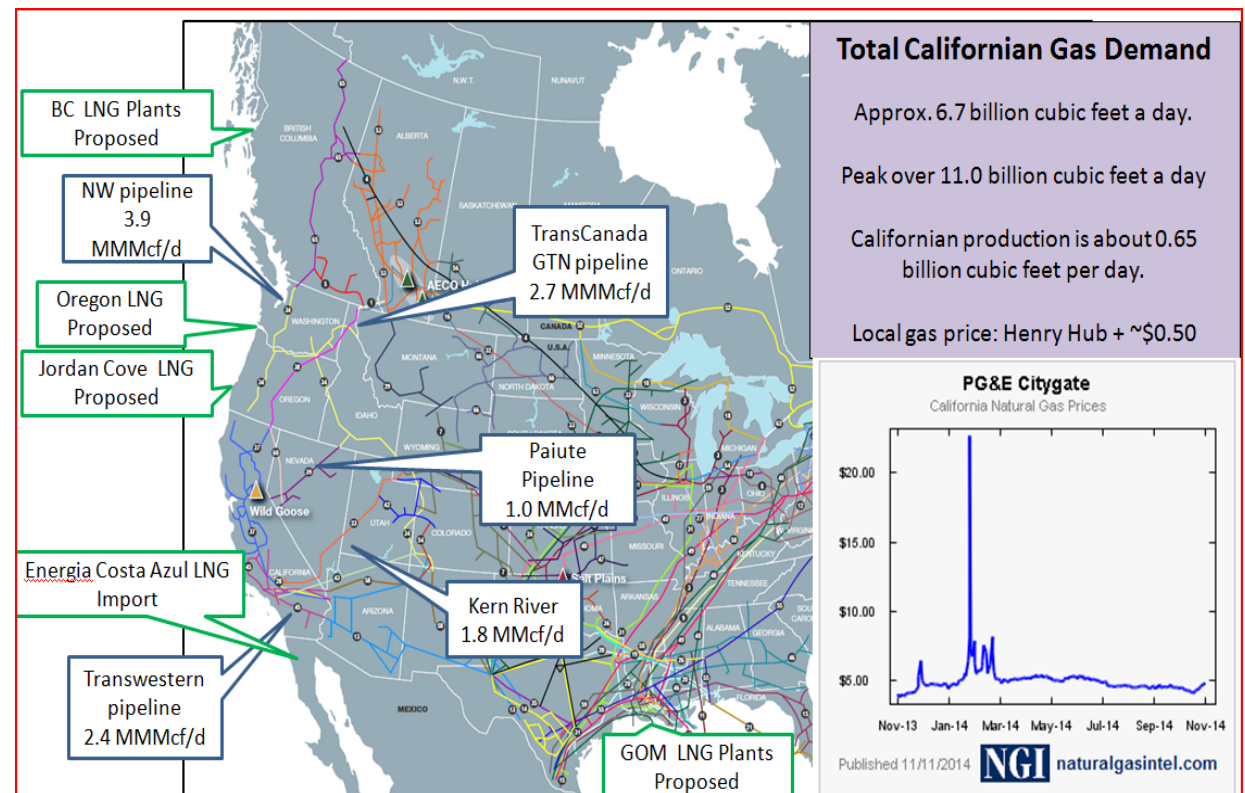 BC LNG Plants
Proposed
NW pipeline
3.9
MMMcf/d
Oregon LNG
Proposed
Jordan Cove LNG
Proposed
TransCanada
GTN pipeline
2.7 MMMcf/d
Paiute
Pipeline
1.0 MMcf/d
Energia Costa Azul LNG
Import
Kern River
1.8 MMcf/d
Transwestern
pipeline
2.4 MMMcf/d
GOM LNG Plants
Proposed
N.W.T.
NUNAVUT
BRITISH
COLUMBIA
ALBERTA
SASKATCHEWAN
ONTARIO
AECO
CANADA
U.S.A.
WASHINGTON
MONTANA
NORTH DAKOTA
MINNESOTA
OREGON
IDAHO
WYOMING
WISCONSIN
MICHIGAN
NEVADA
UTAH
COLORADO
ILLINOIS
INDIANA
OHIO
W. VIRGINIA
Wild Goose
CALIFORNIA
MISSOURI
KENTUCKY
Salt Plains
TENNESSEE
ARIZONA
ARKANSAS
ALABAMA
GEORGIA
MEXICO
FLORIDA
Total Californian Gas Demand
Approx. 6.7 billion cubic feet a day.
Peak over 11.0 billion cubic feet a day
Californian production is about 0.65
billion cubic feet per day.
Local gas price: Henry Hub + ~$0.50
PG&E Citygate
California Natural Gas Prices
$20.00
$15.00
$10.00
$5.00
Nov-13 Jan-14 Mar-14 May-14 Jul-14 Sep-14 Nov-14
Published 11/11/2014 NGI naturalgasintel.com